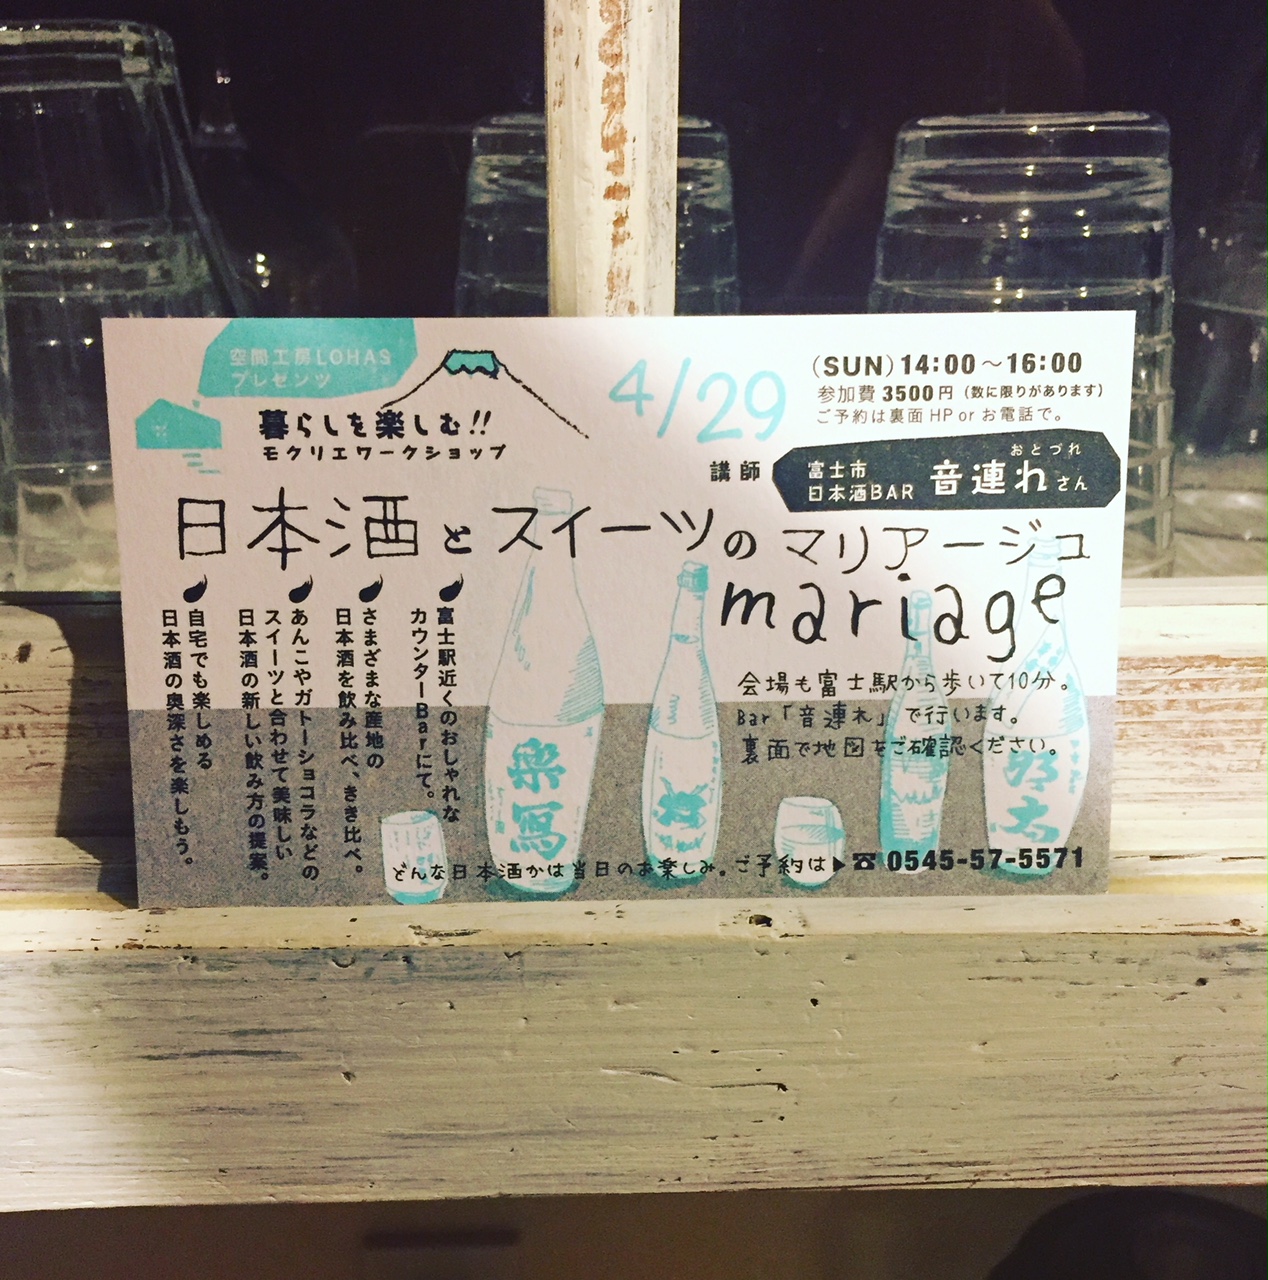 空間工房LOHAS
プレゼンツ
暮らしを楽しむ!!
モクリエワークショップ
4/29
(SUN) 14:00〜16:00
参加費3500円(数に限りがあります)
ご予約は裏面HP or お電話で。
講師
富士市
日本酒BAR
おとづれ
音連れさん
日本酒とスイーツのマリアージュ
mariage
富士駅近くのおしゃれな
カウンターBarにて。
さまざまな産地の
日本酒を飲み比べ、きき比べ。
あんこやガトーショコラなどの
スイーツと合わせて美味しい
日本酒の新しい飲み方の提案。
自宅でも楽しめる
日本酒の奥深さを楽しもう。
会場も富士駅から歩いて10分。
Bar「音連れ」で行います。
裏面で地図をご確認ください。
どんな日本酒かは当日のお楽しみ。ご予約は▶☎0545-57-5571